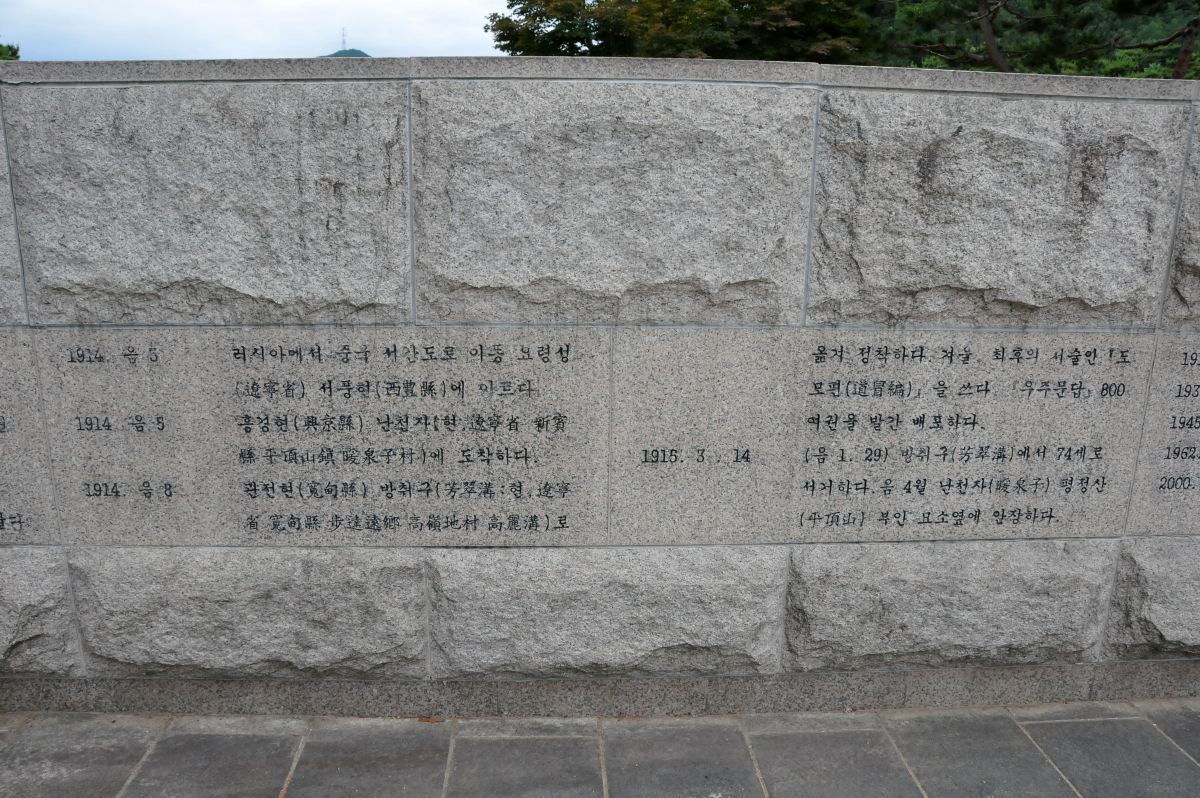 1914. 음 3 러시아에서 중국 서간도로 이동 요령성
(遼寧省) 서풍현(西豊縣)에 이르다
1914. 음 5 흥경현(興京縣) 난천자(현, 遼寧省 新賓
縣 平頂山鎭 暖泉子村)에 도착하다.
1914. 음 8 관전현(寬甸縣) 방취구(芳翠溝:현, 遼寧
省 寬甸縣 步達遠鄕 高嶺地村 高麗溝)로
옮겨 정착하다. 겨울, 최후의 서술안 『도
모편(道冒編)』을 쓰다. 『우주문답』 800
여권을 발간 배포하다.
1915. 3. 14 (음 1. 29) 방취구(芳翠溝)에서 74세로
서거하다. 음 4월 난천자(暖泉子) 평정산
(平頂山) 부인 묘소옆에 안장하다.
193
1945
1962.
2000.